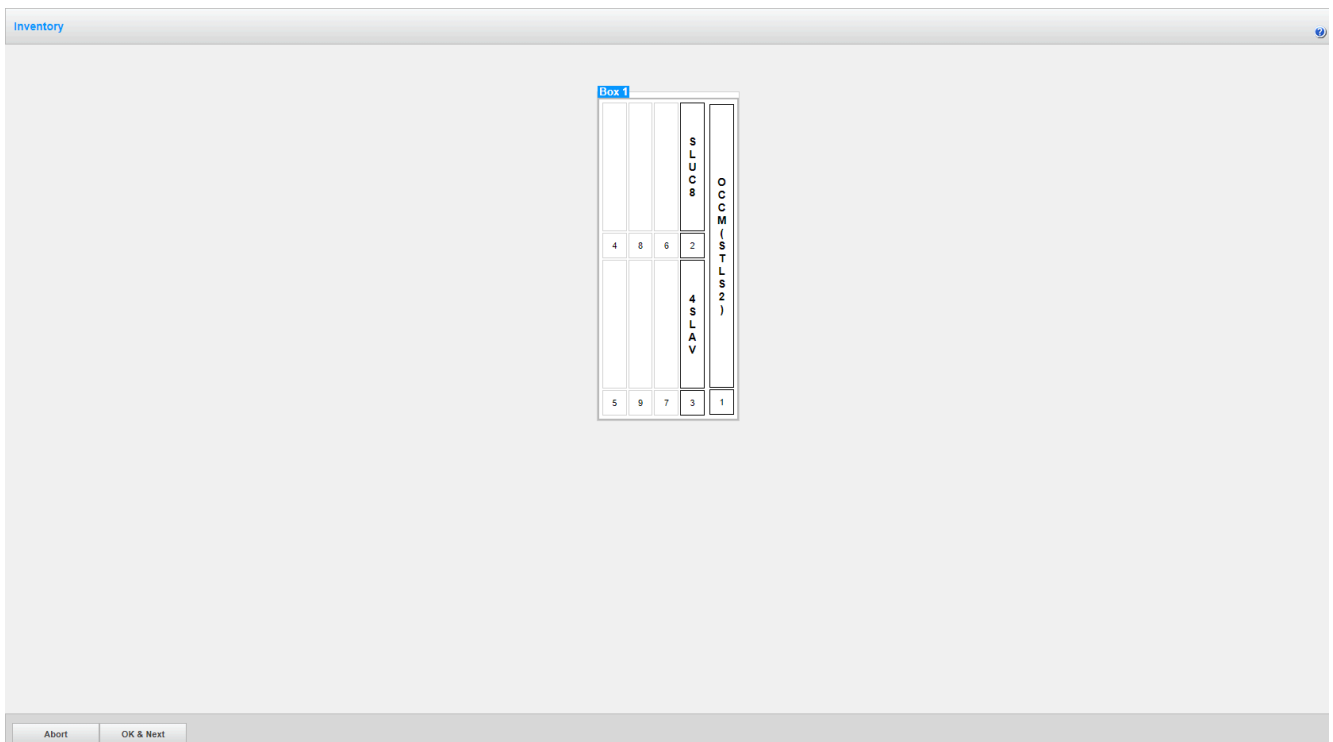 Inventory
Box 1
SLUC8
OCCM(STLS2)
4 8 6 2
4SLAV
5 9 7 3 1
Abort OK & Next